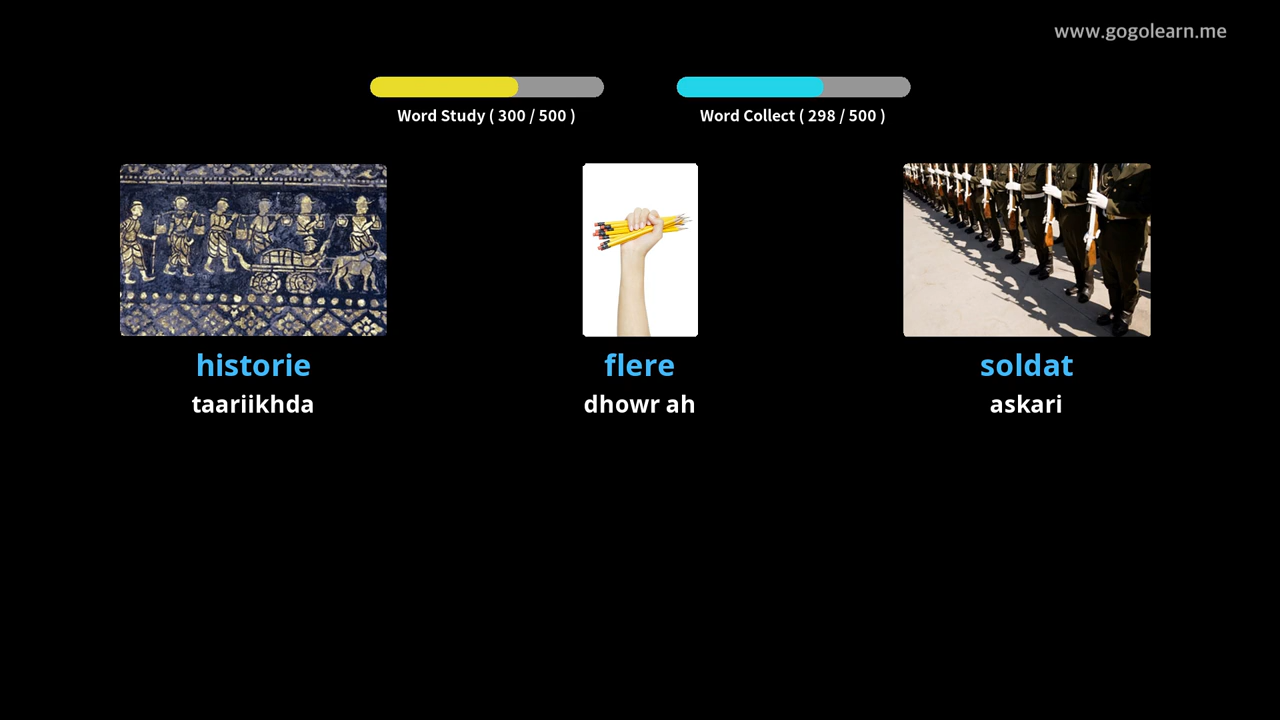 www.gogolearn.me
Word Study ( 300 / 500 )
Word Collect ( 298 / 500 )
historie
taariikhda
flere
dhowr ah
soldat
askari